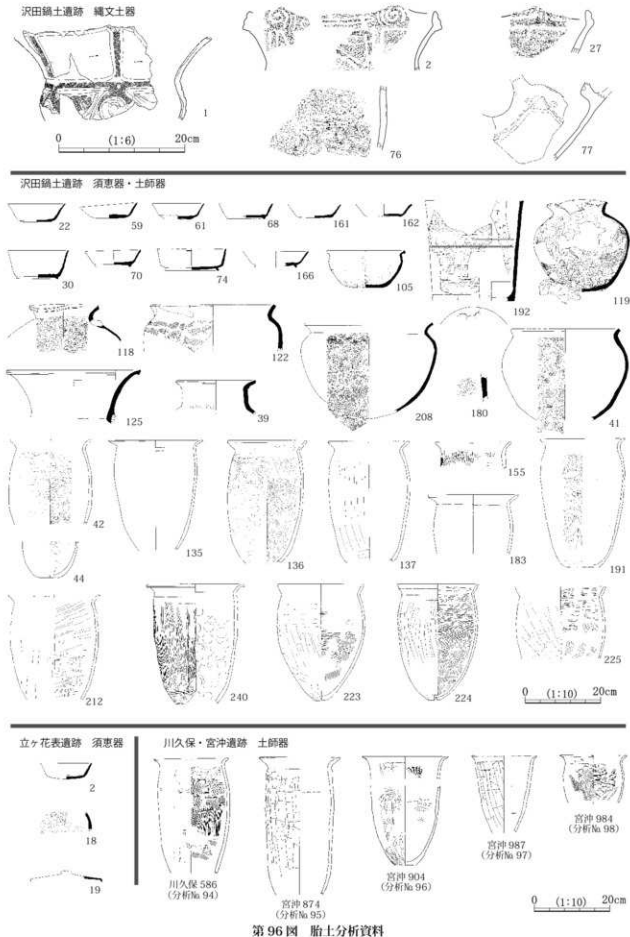 沢田鍋土遺跡 縄文土器
1
2
27
76
77
0 (1:6) 20cm
沢田鍋土遺跡 須恵器・土師器
22
59
61
68
161
162
30
70
74
166
105
192
119
118
122
125
39
208
180
41
42
135
136
137
155
183
191
44
212
240
223
224
225
0 (1:10) 20cm
立ヶ花表遺跡 須恵器
2
18
19
川久保・宮沖遺跡 土師器
川久保 586
(分析№ 94)
宮沖 874
(分析№ 95)
宮沖 904
(分析№ 96)
宮沖 987
(分析№ 97)
宮沖 984
(分析№ 98)
0 (1:10) 20cm
第 96 図 胎土分析資料